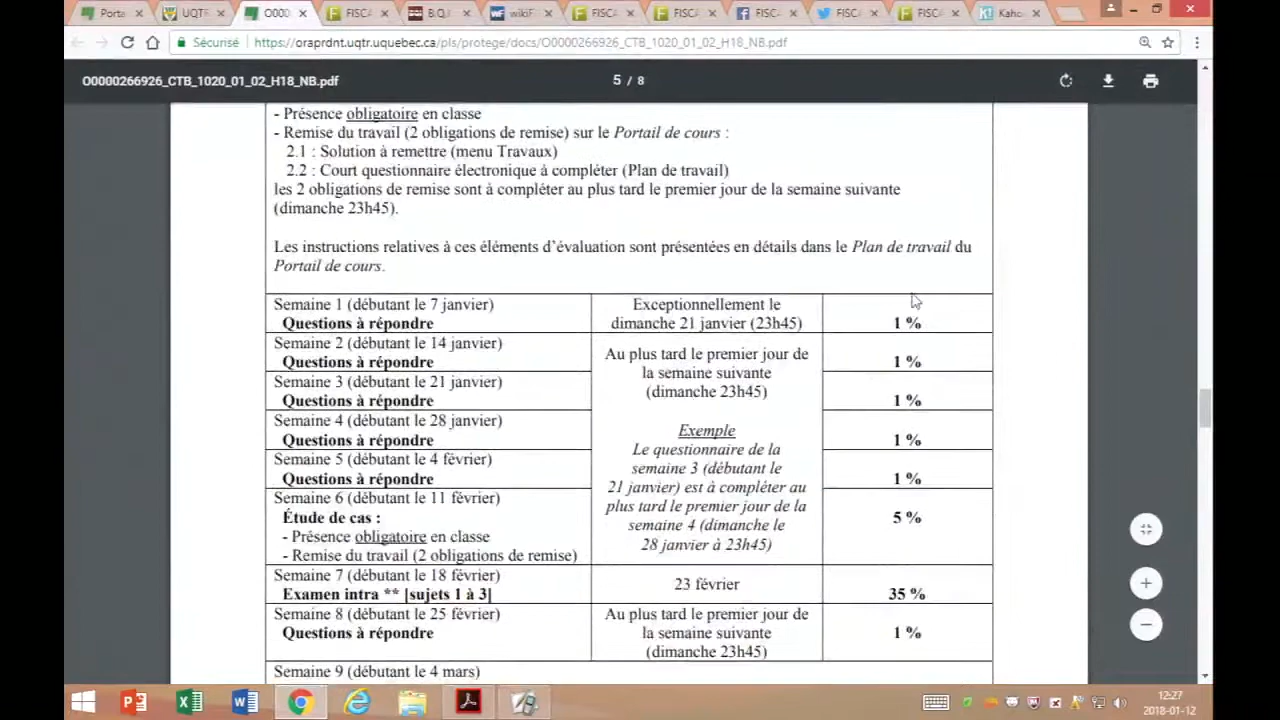 Porte
UQTR
O000
FISCA
B.Q.
wikiF
FISCA
FISCA
FISCA
FISCA
FISCA
Kaho
Sécurisé
https://oraprdnt.uqtr.uquebec.ca/pls/protege/docs/O0000266926_CTB_1020_01_02_H18_NB.pdf
O0000266926_CTB_1020_01_02_H18_NB.pdf
5 / 8
- Présence obligatoire en classe
- Remise du travail (2 obligations de remise) sur le Portail de cours :
2.1 : Solution à remettre (menu Travaux)
2.2 : Court questionnaire électronique à compléter (Plan de travail)
les 2 obligations de remise sont à compléter au plus tard le premier jour de la semaine suivante
(dimanche 23h45).
Les instructions relatives à ces éléments d’évaluation sont présentées en détails dans le Plan de travail du
Portail de cours.
Semaine 1 (débutant le 7 janvier)
Questions à répondre
Exceptionnellement le
dimanche 21 janvier (23h45)
1 %
Semaine 2 (débutant le 14 janvier)
Questions à répondre
Au plus tard le premier jour de
la semaine suivante
(dimanche 23h45)
1 %
Semaine 3 (débutant le 21 janvier)
Questions à répondre
1 %
Semaine 4 (débutant le 28 janvier)
Questions à répondre
Exemple
Le questionnaire de la
semaine 3 (débutant le
21 janvier) est à compléter au
plus tard le premier jour de la
semaine 4 (dimanche le
28 janvier à 23h45)
1 %
Semaine 5 (débutant le 4 février)
Questions à répondre
1 %
Semaine 6 (débutant le 11 février)
Étude de cas :
- Présence obligatoire en classe
- Remise du travail (2 obligations de remise)
5 %
Semaine 7 (débutant le 18 février)
Examen intra ** [sujets 1 à 3]
23 février
35 %
Semaine 8 (débutant le 25 février)
Questions à répondre
Au plus tard le premier jour de
la semaine suivante
(dimanche 23h45)
1 %
Semaine 9 (débutant le 4 mars)
12:27
2018-01-12